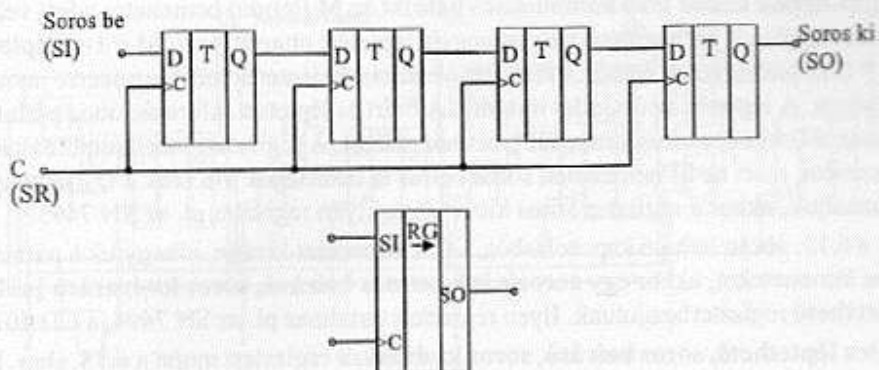 Soros be
(SI)
D T Q D T Q D T Q D T Q
Soros ki
(SO)
C C C C
C
(SR)
SI RG
SO
C